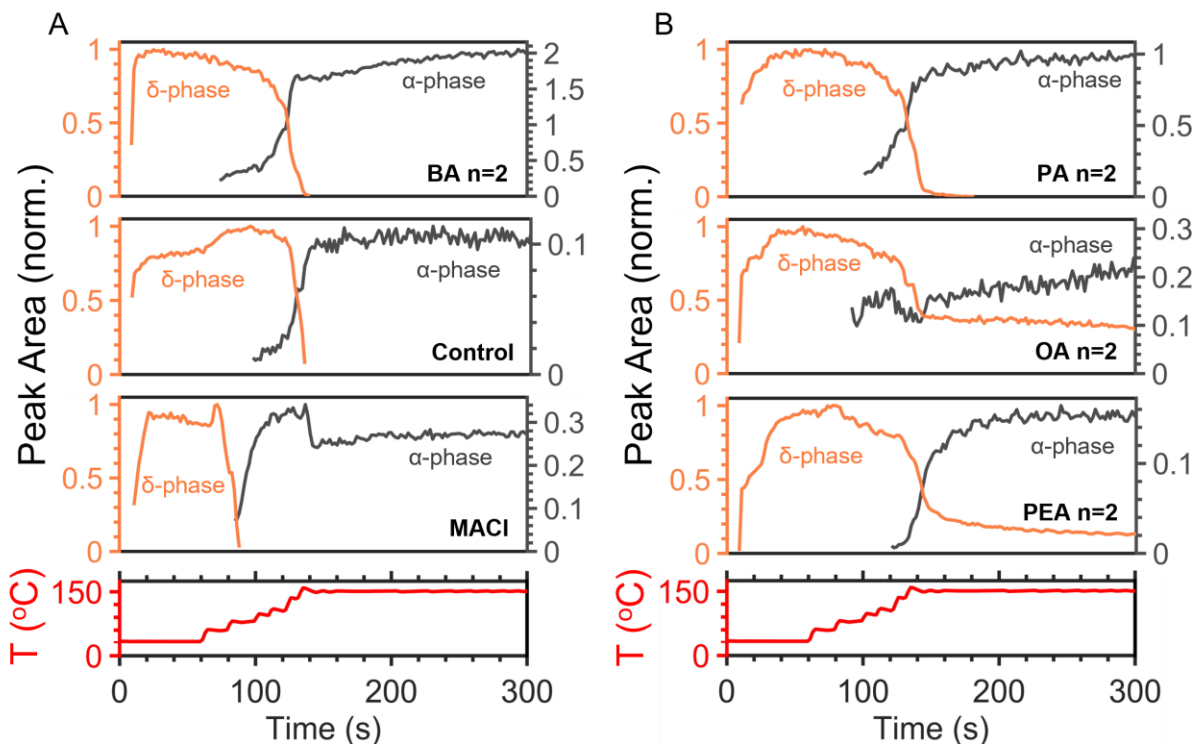 A
Peak Area (norm.)
1
0.5
0
δ-phase
α-phase
BA n=2
2
1.5
1
0.5
0
1
0.5
0
δ-phase
α-phase
Control
0.1
0
1
0.5
0
δ-phase
α-phase
MACl
0.3
0.2
0.1
0
T (oC)
150
0
0
100
200
300
Time (s)
B
Peak Area (norm.)
1
0.5
0
δ-phase
α-phase
PA n=2
1
0.5
0
1
0.5
0
δ-phase
α-phase
OA n=2
0.3
0.2
0.1
0
1
0.5
0
δ-phase
α-phase
PEA n=2
0.1
0
T (oC)
150
0
0
100
200
300
Time (s)